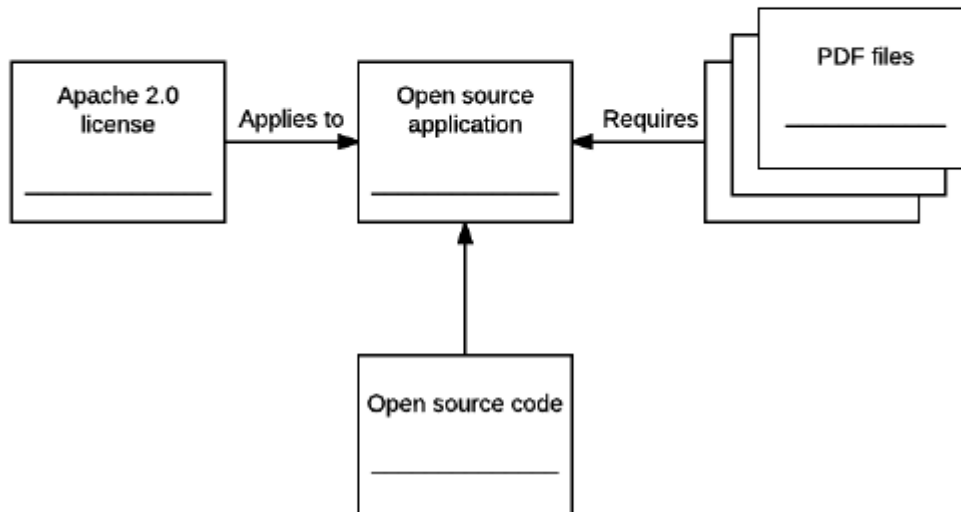 PDF files
Apache 2.0
license
Applies to
Open source
application
Requires
Open source code